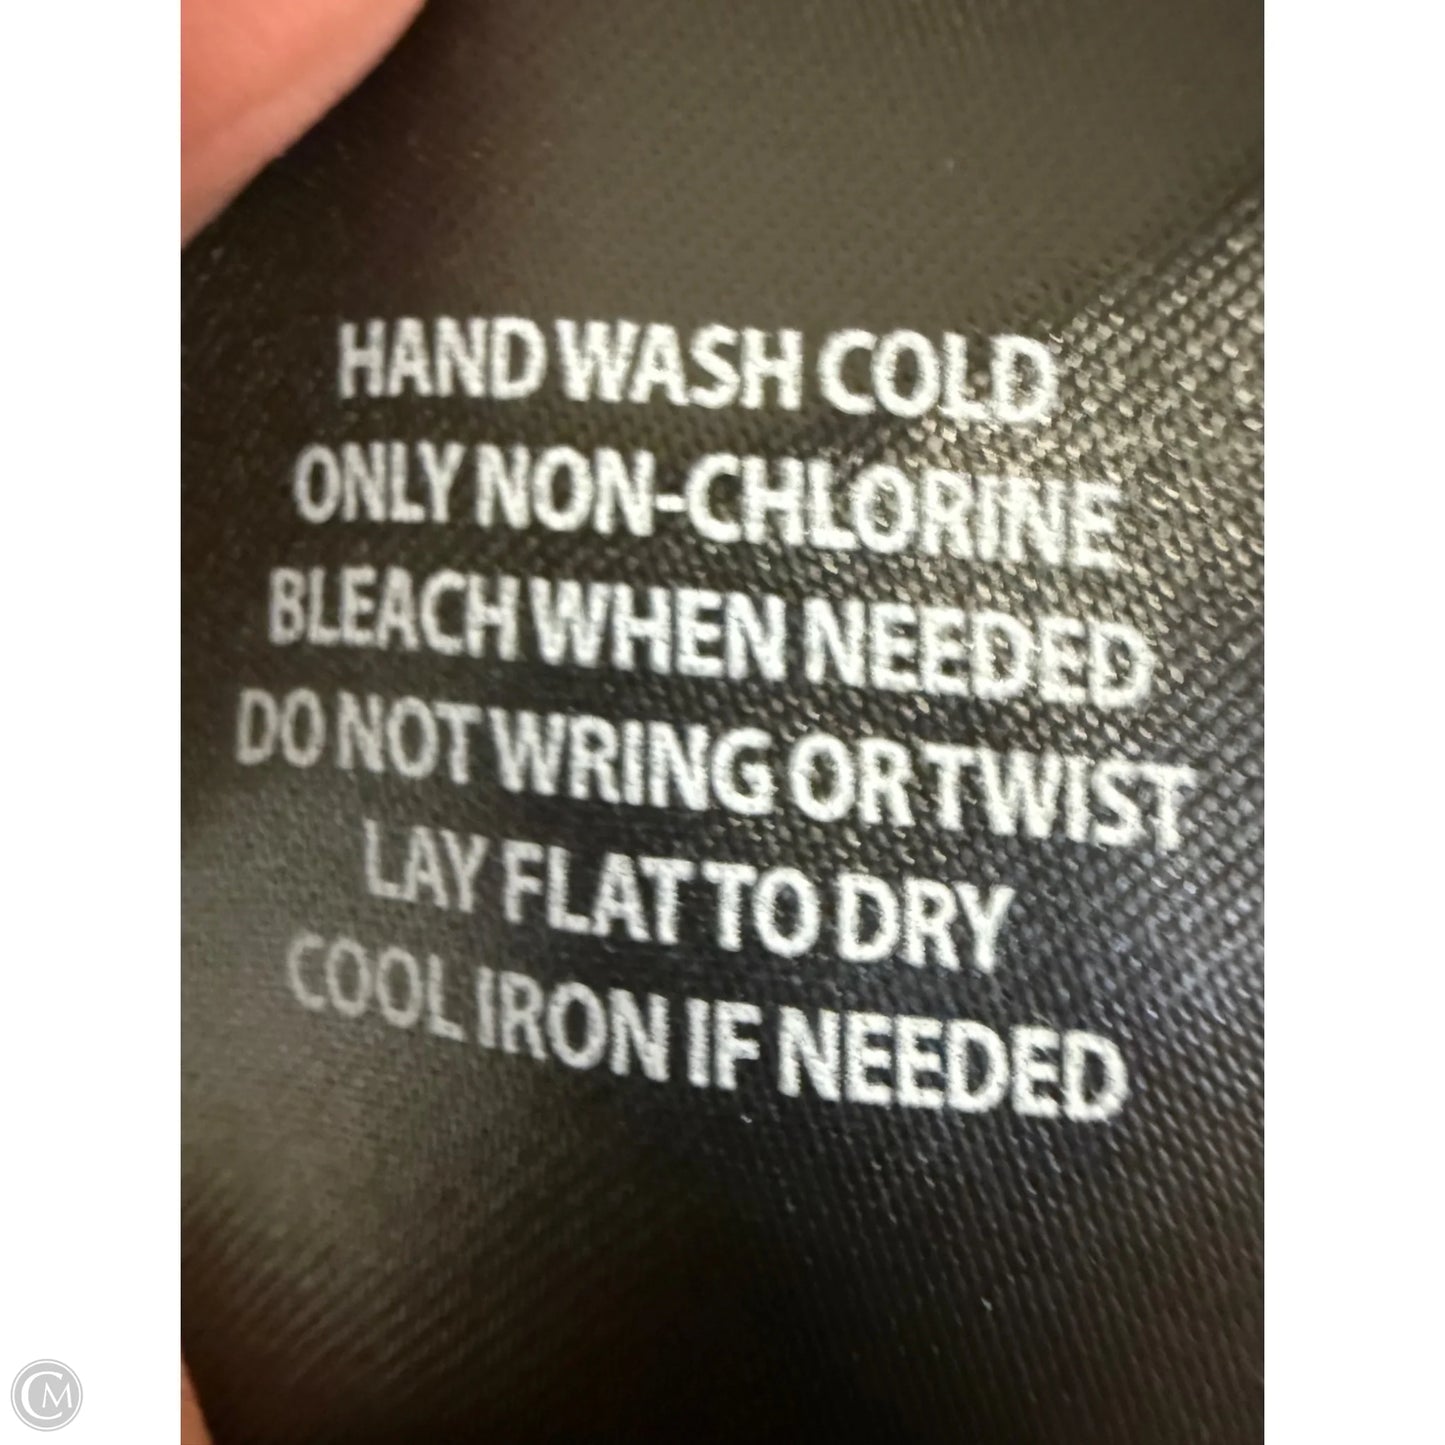 HAND WASH COLD
ONLY NON-CHLORINE
BLEACH WHEN NEEDED
DO NOT WRING OR TWIST
LAY FLAT TO DRY
COOL IRON IF NEEDED
CM